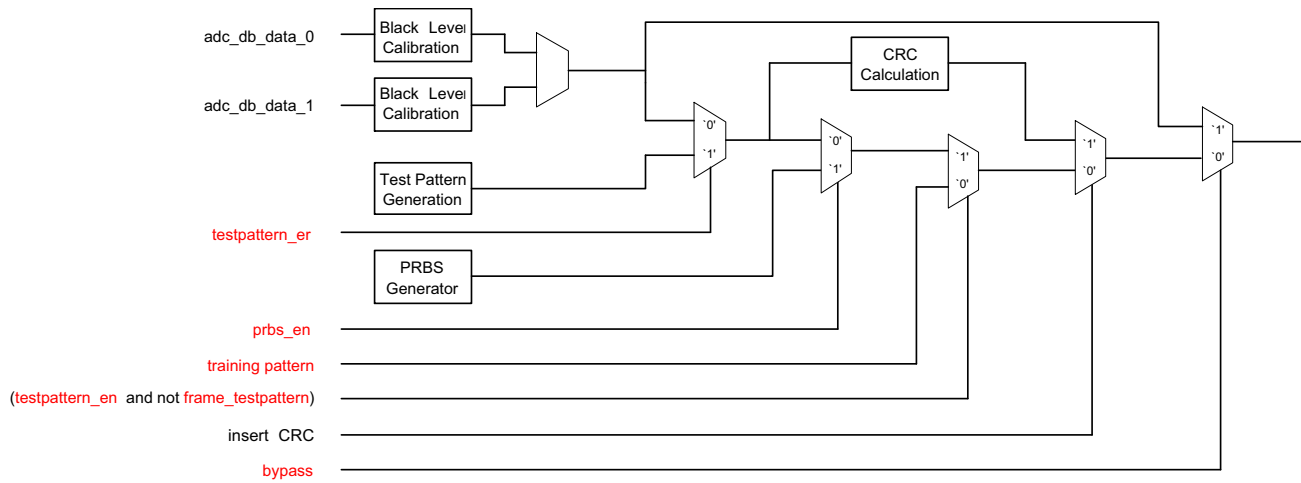 adc_db_data_0
Black Level
Calibration
adc_db_data_1
Black Level
Calibration
CRC
Calculation
Test Pattern
Generation
testpattern_er
PRBS
Generator
prbs_en
training pattern
(testpattern_en and not frame_testpattern)
insert CRC
bypass
`0'
`1'
`0'
`1'
`1'
`0'
`1'
`0'
`1'
`0'